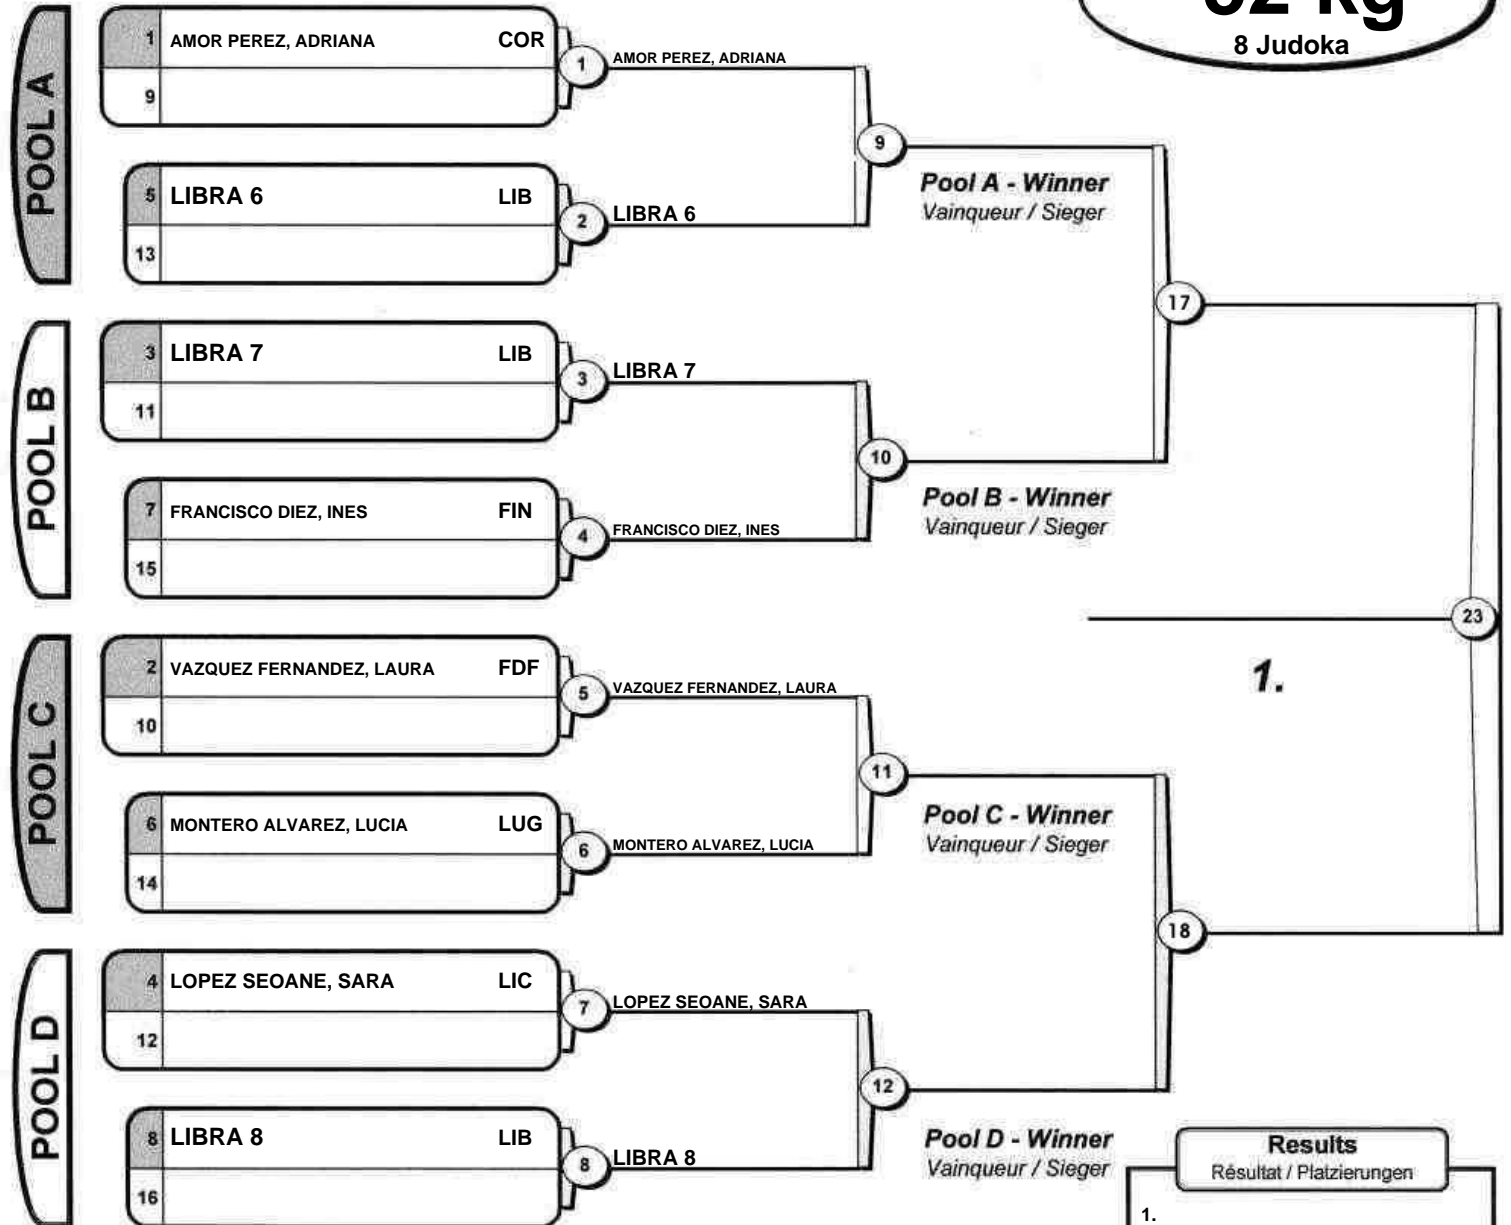 kg
8 Judoka
POOL A
1 AMOR PEREZ, ADRIANA COR
9
1 AMOR PEREZ, ADRIANA
5 LIBRA 6 LIB
13
2 LIBRA 6
9
Pool A - Winner
Vainqueur / Sieger
17
POOL B
3 LIBRA 7 LIB
11
3 LIBRA 7
7 FRANCISCO DIEZ, INES FIN
15
4 FRANCISCO DIEZ, INES
10
Pool B - Winner
Vainqueur / Sieger
23
1.
POOL C
2 VAZQUEZ FERNANDEZ, LAURA FDF
10
5 VAZQUEZ FERNANDEZ, LAURA
6 MONTERO ALVAREZ, LUCIA LUG
14
6 MONTERO ALVAREZ, LUCIA
11
Pool C - Winner
Vainqueur / Sieger
18
POOL D
4 LOPEZ SEOANE, SARA LIC
12
7 LOPEZ SEOANE, SARA
8 LIBRA 8 LIB
16
8 LIBRA 8
12
Pool D - Winner
Vainqueur / Sieger
Results
Résultat / Platzierungen
1.